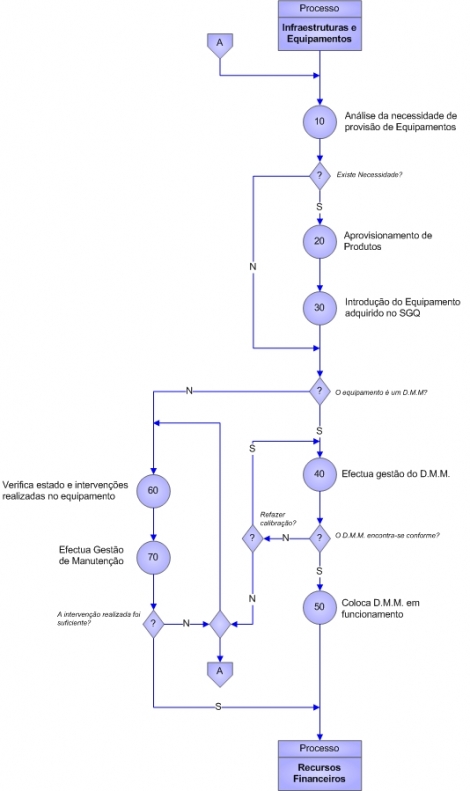 Processo
Infraestruturas e
Equipamentos
A
10
Análise da necessidade de
provisão de Equipamentos
?
Existe Necessidade?
S
20
Aprovisionamento de
Produtos
N
30
Introdução do Equipamento
adquirido no SGQ
N
?
O equipamento é um D.M.M?
S
S
40
Efectua gestão do D.M.M.
60
Verifica estado e intervenções
realizadas no equipamento
Refazer
calibração?
?
N
?
O D.M.M. encontra-se conforme?
70
Efectua Gestão
de Manutenção
S
N
50
Coloca D.M.M. em
funcionamento
A intervenção realizada foi
suficiente?
?
N
A
S
Processo
Recursos
Financeiros